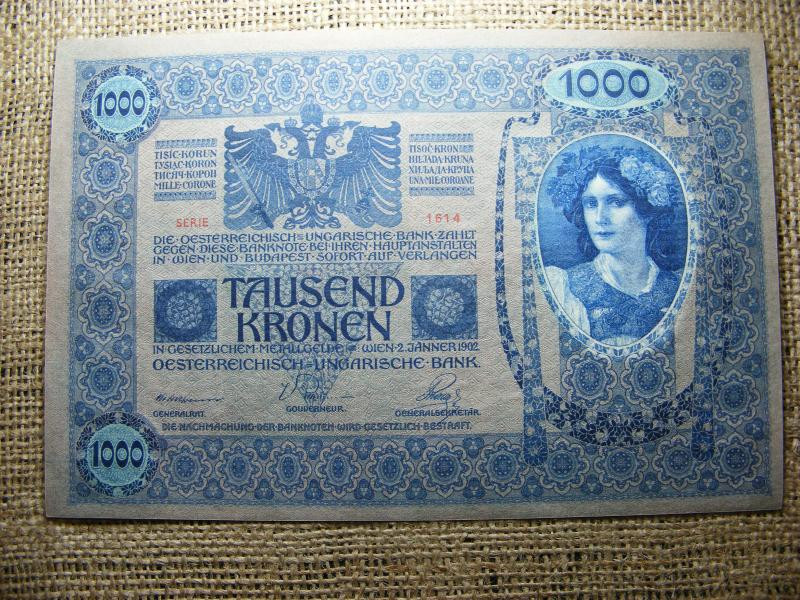 1000
1000
TISÍC·KORUN
TYSIĄC·KORON
ТИСЯЧ·КОРОН
MILLE·CORONE
TISOČ·KRON
HILJADA·KRUNA
ХИЉАДА·КРУНА
UNA·MIE·COROANE
SERIE 1614
DIE·OESTERREICHISCH=UNGARISCHE·BANK·ZAHLT
GEGEN·DIESE·BANKNOTE·BEI·IHREN·HAUPTANSTALTEN
IN·WIEN·UND·BUDAPEST·SOFORT·AUF·VERLANGEN
TAUSEND
KRONEN
IN·GESETZLICHEM·METALLGELDE·WIEN·2.JÄNNER·1902
OESTERREICHISCH=UNGARISCHE·BANK·
GENERALRAT.
GOUVERNEUR.
GENERALSEKRETÄR.
DIE·NACHMACHUNG·DER·BANKNOTEN·WIRD·GESETZLICH·BESTRAFT.
1000